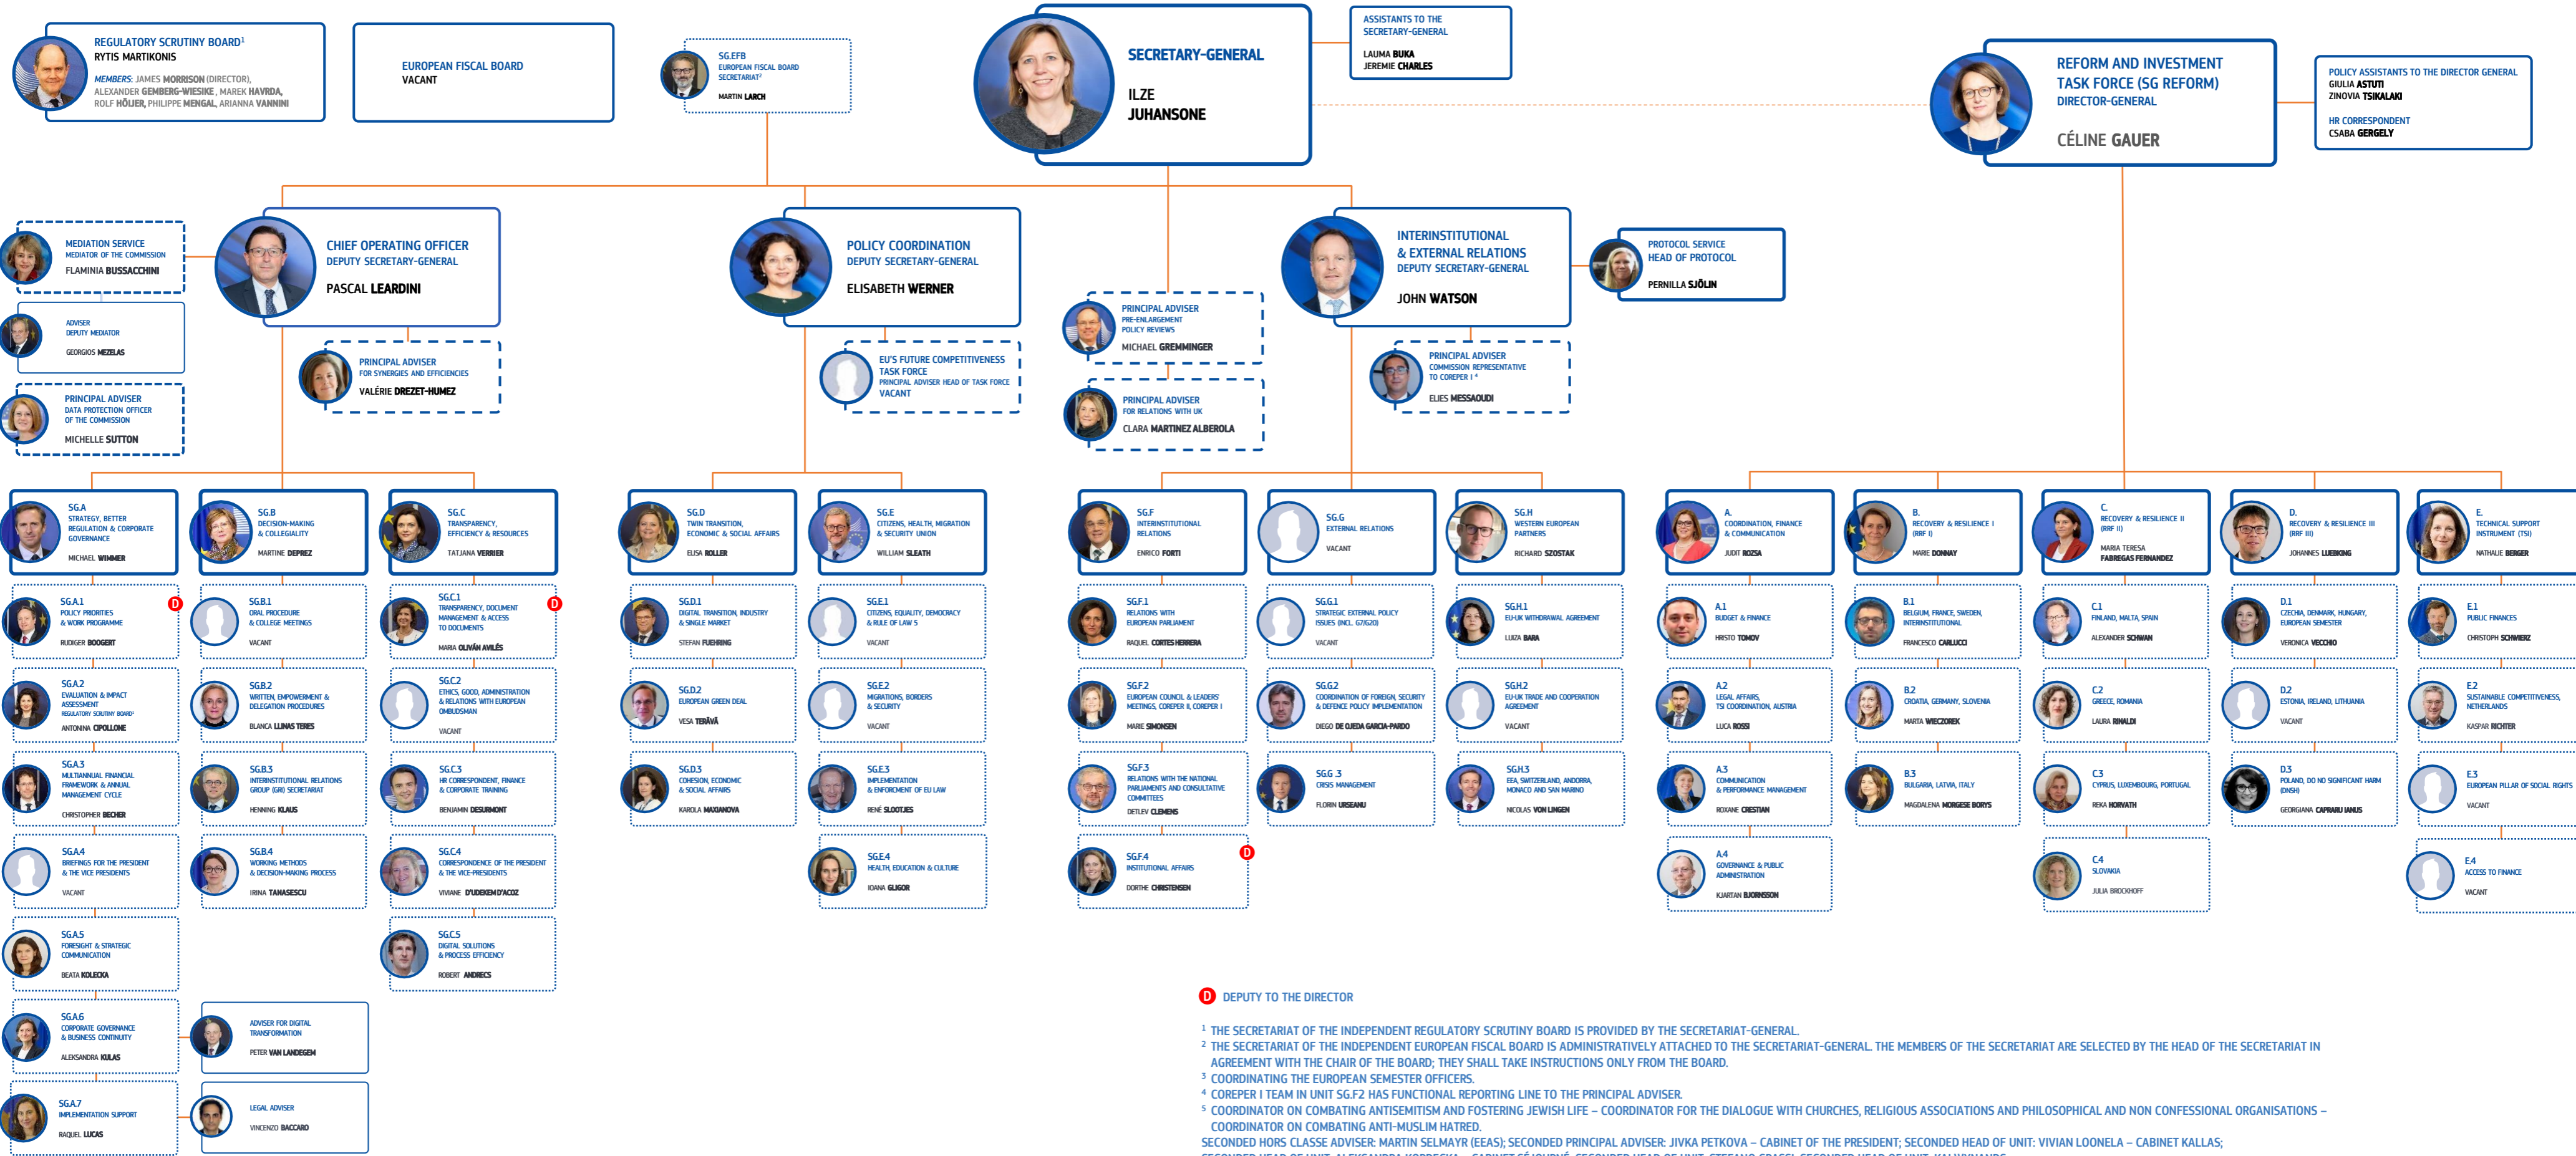 REGULATORY SCRUTINY BOARD1
RYTIS MARTIKONIS
MEMBERS: JAMES MORRISON (DIRECTOR),
ALEXANDER GEMBERG-WIESIKE , MAREK HAVRDA,
ROLF HÖIJER, PHILIPPE MENGAL, ARIANNA VANNINI
EUROPEAN FISCAL BOARD
VACANT
SG.EFB
EUROPEAN FISCAL BOARD
SECRETARIAT2
MARTIN LARCH
SECRETARY-GENERAL
ILZE
JUHANSONE
ASSISTANTS TO THE
SECRETARY-GENERAL
LAUMA BUKA
JEREMIE CHARLES
REFORM AND INVESTMENT
TASK FORCE (SG REFORM)
DIRECTOR-GENERAL
CÉLINE GAUER
POLICY ASSISTANTS TO THE DIRECTOR GENERAL
GIULIA ASTUTI
ZINOVIA TSIKALAKI
HR CORRESPONDENT
CSABA GERGELY
MEDIATION SERVICE
MEDIATOR OF THE COMMISSION
FLAMINIA BUSSACCHINI
ADVISER
DEPUTY MEDIATOR
GEORGIOS MEZELAS
PRINCIPAL ADVISER
DATA PROTECTION OFFICER
OF THE COMMISSION
MICHELLE SUTTON
CHIEF OPERATING OFFICER
DEPUTY SECRETARY-GENERAL
PASCAL LEARDINI
PRINCIPAL ADVISER
FOR SYNERGIES AND EFFICIENCIES
VALÉRIE DREZET-HUMEZ
POLICY COORDINATION
DEPUTY SECRETARY-GENERAL
ELISABETH WERNER
EU'S FUTURE COMPETITIVENESS
TASK FORCE
PRINCIPAL ADVISER HEAD OF TASK FORCE
VACANT
PRINCIPAL ADVISER
PRE-ENLARGEMENT
POLICY REVIEWS
MICHAEL GREMMINGER
PRINCIPAL ADVISER
FOR RELATIONS WITH UK
CLARA MARTINEZ ALBEROLA
INTERINSTITUTIONAL
& EXTERNAL RELATIONS
DEPUTY SECRETARY-GENERAL
JOHN WATSON
PROTOCOL SERVICE
HEAD OF PROTOCOL
PERNILLA SJÖLIN
PRINCIPAL ADVISER
COMMISSION REPRESENTATIVE
TO COREPER I 4
ELIES MESSAOUDI
SG.A
STRATEGY, BETTER
REGULATION & CORPORATE
GOVERNANCE
MICHAEL WIMMER
SG.A.1
POLICY PRIORITIES
& WORK PROGRAMME
RUDIGER BOOGERT
D
SG.A.2
EVALUATION & IMPACT
ASSESSMENT
REGULATORY SCRUTINY BOARD1
ANTONINA CIPOLLONE
SG.A.3
MULTIANNUAL FINANCIAL
FRAMEWORK & ANNUAL
MANAGEMENT CYCLE
CHRISTOPHER BECHER
SG.A.4
BRIEFINGS FOR THE PRESIDENT
& THE VICE PRESIDENTS
VACANT
SG.A.5
FORESIGHT & STRATEGIC
COMMUNICATION
BEATA KOLECKA
SG.A.6
CORPORATE GOVERNANCE
& BUSINESS CONTINUITY
ALEKSANDRA KULAS
ADVISER FOR DIGITAL
TRANSFORMATION
PETER VAN LANDEGEM
SG.A.7
IMPLEMENTATION SUPPORT
RAQUEL LUCAS
LEGAL ADVISER
VINCENZO BACCARO
SG.B
DECISION-MAKING
& COLLEGIALITY
MARTINE DEPREZ
SG.B.1
ORAL PROCEDURE
& COLLEGE MEETINGS
VACANT
SG.B.2
WRITTEN, EMPOWERMENT &
DELEGATION PROCEDURES
BLANCA LLINAS TERES
SG.B.3
INTERINSTITUTIONAL RELATIONS
GROUP (GRI) SECRETARIAT
HENNING KLAUS
SG.B.4
WORKING METHODS
& DECISION-MAKING PROCESS
IRINA TANASESCU
SG.C
TRANSPARENCY,
EFFICIENCY & RESOURCES
TATJANA VERRIER
SG.C.1
TRANSPARENCY, DOCUMENT
MANAGEMENT & ACCESS
TO DOCUMENTS
MARIA OLIVÁN AVILÉS
D
SG.C.2
ETHICS, GOOD, ADMINISTRATION
& RELATIONS WITH EUROPEAN
OMBUDSMAN
VACANT
SG.C.3
HR CORRESPONDENT, FINANCE
& CORPORATE TRAINING
BENJAMIN DESURMONT
SG.C.4
CORRESPONDENCE OF THE PRESIDENT
& THE VICE-PRESIDENTS
VIVIANE D'UDEKEM D'ACOZ
SG.C.5
DIGITAL SOLUTIONS
& PROCESS EFFICIENCY
ROBERT ANDRECS
SG.D
TWIN TRANSITION,
ECONOMIC & SOCIAL AFFAIRS
ELISA ROLLER
SG.D.1
DIGITAL TRANSITION, INDUSTRY
& SINGLE MARKET
STEFAN FUEHRING
SG.D.2
EUROPEAN GREEN DEAL
VESA TERÄVÄ
SG.D.3
COHESION, ECONOMIC
& SOCIAL AFFAIRS
KAROLA MAXIANOVA
SG.E
CITIZENS, HEALTH, MIGRATION
& SECURITY UNION
WILLIAM SLEATH
SG.E.1
CITIZENS, EQUALITY, DEMOCRACY
& RULE OF LAW 5
VACANT
SG.E.2
MIGRATIONS, BORDERS
& SECURITY
VACANT
SG.E.3
IMPLEMENTATION
& ENFORCMENT OF EU LAW
RENÉ SLOOTJES
SG.E.4
HEALTH, EDUCATION & CULTURE
IOANA GLIGOR
SG.F
INTERINSTITUTIONAL
RELATIONS
ENRICO FORTI
SG.F.1
RELATIONS WITH
EUROPEAN PARLIAMENT
RAQUEL CORTES HERRERA
SG.F.2
EUROPEAN COUNCIL & LEADERS'
MEETINGS, COREPER II, COREPER I
MARIE SIMONSEN
SG.F.3
RELATIONS WITH THE NATIONAL
PARLIAMENTS AND CONSULTATIVE
COMMITTEES
DETLEV CLEMENS
SG.F.4
INSTITUTIONAL AFFAIRS
DORTHE CHRISTENSEN
D
SG.G
EXTERNAL RELATIONS
VACANT
SG.G.1
STRATEGIC EXTERNAL POLICY
ISSUES (INCL. G7/G20)
VACANT
SG.G.2
COORDINATION OF FOREIGN, SECURITY
& DEFENCE POLICY IMPLEMENTATION
DIEGO DE OJEDA GARCIA-PARDO
SG.G .3
CRISIS MANAGEMENT
FLORIN URSEANU
SG.H
WESTERN EUROPEAN
PARTNERS
RICHARD SZOSTAK
SG.H.1
EU-UK WITHDRAWAL AGREEMENT
LUIZA BARA
SG.H.2
EU-UK TRADE AND COOPERATION
AGREEMENT
VACANT
SG.H.3
EEA, SWITZERLAND, ANDORRA,
MONACO AND SAN MARINO
NICOLAS VON LINGEN
A.
COORDINATION, FINANCE
& COMMUNICATION
JUDIT ROZSA
A.1
BUDGET & FINANCE
HRISTO TOMOV
A.2
LEGAL AFFAIRS,
TSI COORDINATION, AUSTRIA
LUCA ROSSI
A.3
COMMUNICATION
& PERFORMANCE MANAGEMENT
ROXANE CRESTIAN
A.4
GOVERNANCE & PUBLIC
ADMINISTRATION
KJARTAN BJORNSSON
B.
RECOVERY & RESILIENCE I
(RRF I)
MARIE DONNAY
B.1
BELGIUM, FRANCE, SWEDEN,
INTERINSTITUTIONAL
FRANCESCO CARLUCCI
B.2
CROATIA, GERMANY, SLOVENIA
MARTA WIECZOREK
B.3
BULGARIA, LATVIA, ITALY
MAGDALENA MORGESE BORYS
C.
RECOVERY & RESILIENCE II
(RRF II)
MARIA TERESA
FABREGAS FERNANDEZ
C.1
FINLAND, MALTA, SPAIN
ALEXANDER SCHWAN
C.2
GREECE, ROMANIA
LAURA RINALDI
C.3
CYPRUS, LUXEMBOURG, PORTUGAL
REKA HORVATH
C.4
SLOVAKIA
JULIA BROCKHOFF
D.
RECOVERY & RESILIENCE III
(RRF III)
JOHANNES LUEBKING
D.1
CZECHIA, DENMARK, HUNGARY,
EUROPEAN SEMESTER
VERONICA VECCHIO
D.2
ESTONIA, IRELAND, LITHUANIA
VACANT
D.3
POLAND, DO NO SIGNIFICANT HARM
(DNSH)
GEORGIANA CAPRARU IANUS
E.
TECHNICAL SUPPORT
INSTRUMENT (TSI)
NATHALIE BERGER
E.1
PUBLIC FINANCES
CHRISTOPH SCHWIERZ
E.2
SUSTAINABLE COMPETITIVENESS,
NETHERLANDS
KASPAR RICHTER
E.3
EUROPEAN PILLAR OF SOCIAL RIGHTS
VACANT
E.4
ACCESS TO FINANCE
VACANT
D DEPUTY TO THE DIRECTOR
1 THE SECRETARIAT OF THE INDEPENDENT REGULATORY SCRUTINY BOARD IS PROVIDED BY THE SECRETARIAT-GENERAL.
2 THE SECRETARIAT OF THE INDEPENDENT EUROPEAN FISCAL BOARD IS ADMINISTRATIVELY ATTACHED TO THE SECRETARIAT-GENERAL. THE MEMBERS OF THE SECRETARIAT ARE SELECTED BY THE HEAD OF THE SECRETARIAT IN
AGREEMENT WITH THE CHAIR OF THE BOARD; THEY SHALL TAKE INSTRUCTIONS ONLY FROM THE BOARD.
3 COORDINATING THE EUROPEAN SEMESTER OFFICERS.
4 COREPER I TEAM IN UNIT SG.F2 HAS FUNCTIONAL REPORTING LINE TO THE PRINCIPAL ADVISER.
5 COORDINATOR ON COMBATING ANTISEMITISM AND FOSTERING JEWISH LIFE – COORDINATOR FOR THE DIALOGUE WITH CHURCHES, RELIGIOUS ASSOCIATIONS AND PHILOSOPHICAL AND NON CONFESSIONAL ORGANISATIONS –
COORDINATOR ON COMBATING ANTI-MUSLIM HATRED.
SECONDED HORS CLASSE ADVISER: MARTIN SELMAYR (EEAS); SECONDED PRINCIPAL ADVISER: JIVKA PETKOVA – CABINET OF THE PRESIDENT; SECONDED HEAD OF UNIT: VIVIAN LOONELA – CABINET KALLAS;